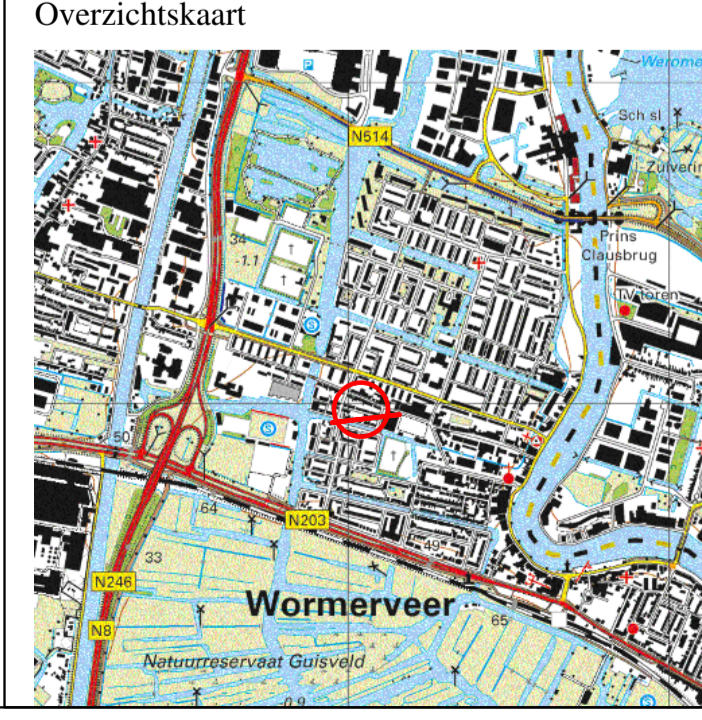 Overzichtskaart
P
Werome
N514
Sch sl
Zuiverin
Prins
Clausbrug
34
-1.1
TV toren
S
S
50
64
N203
49
33
N246
Wormerveer
65
N8
Natuurreservaat Guisveld
-0.9
S